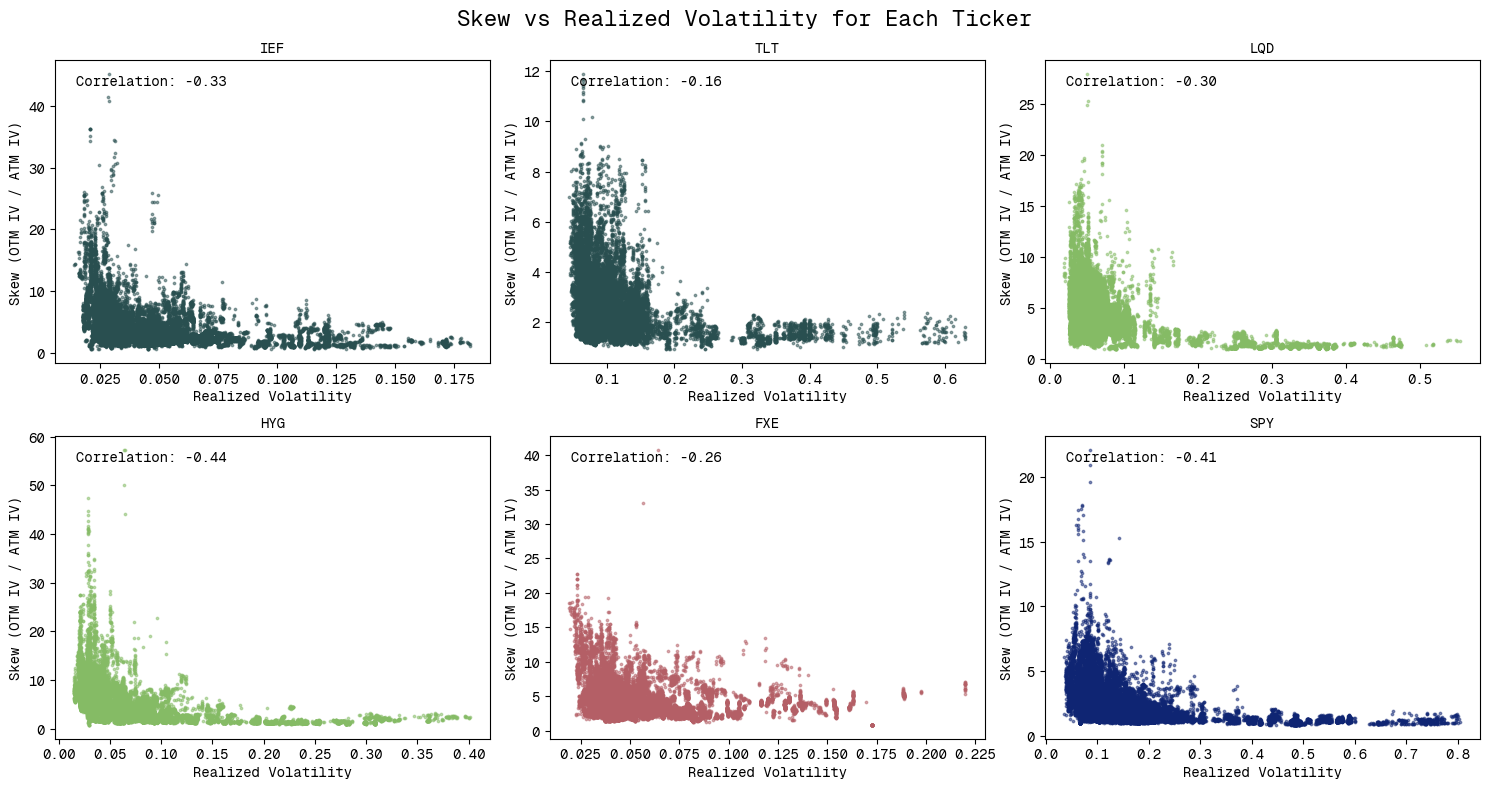 Skew vs Realized Volatility for Each Ticker
IEF
Correlation: -0.33
Skew (OTM IV / ATM IV)
40
30
20
10
0
0.025 0.050 0.075 0.100 0.125 0.150 0.175
Realized Volatility
TLT
Correlation: -0.16
Skew (OTM IV / ATM IV)
12
10
8
6
4
2
0.1 0.2 0.3 0.4 0.5 0.6
Realized Volatility
LQD
Correlation: -0.30
Skew (OTM IV / ATM IV)
25
20
15
10
5
0
0.0 0.1 0.2 0.3 0.4 0.5
Realized Volatility
HYG
Correlation: -0.44
Skew (OTM IV / ATM IV)
60
50
40
30
20
10
0
0.00 0.05 0.10 0.15 0.20 0.25 0.30 0.35 0.40
Realized Volatility
FXE
Correlation: -0.26
Skew (OTM IV / ATM IV)
40
35
30
25
20
15
10
5
0
0.025 0.050 0.075 0.100 0.125 0.150 0.175 0.200 0.225
Realized Volatility
SPY
Correlation: -0.41
Skew (OTM IV / ATM IV)
20
15
10
5
0
0.0 0.1 0.2 0.3 0.4 0.5 0.6 0.7 0.8
Realized Volatility